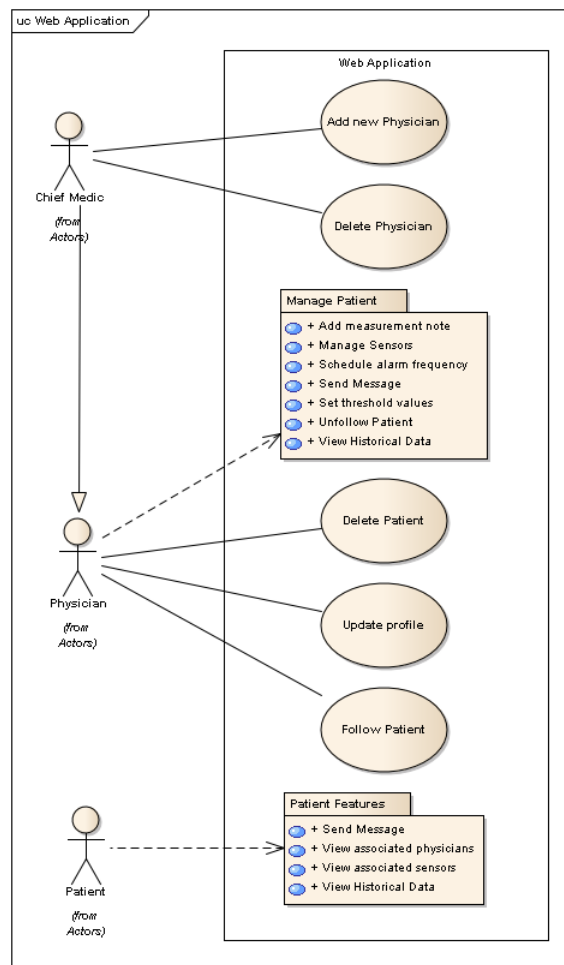 uc Web Application
Web Application
Add new Physician
Chief Medic
(from
Actors)
Delete Physician
Manage Patient
+ Add measurement note
+ Manage Sensors
+ Schedule alarm frequency
+ Send Message
+ Set threshold values
+ Unfollow Patient
+ View Historical Data
Delete Patient
Physician
(from
Actors)
Update profile
Follow Patient
Patient Features
+ Send Message
+ View associated physicians
+ View associated sensors
+ View Historical Data
Patient
(from
Actors)